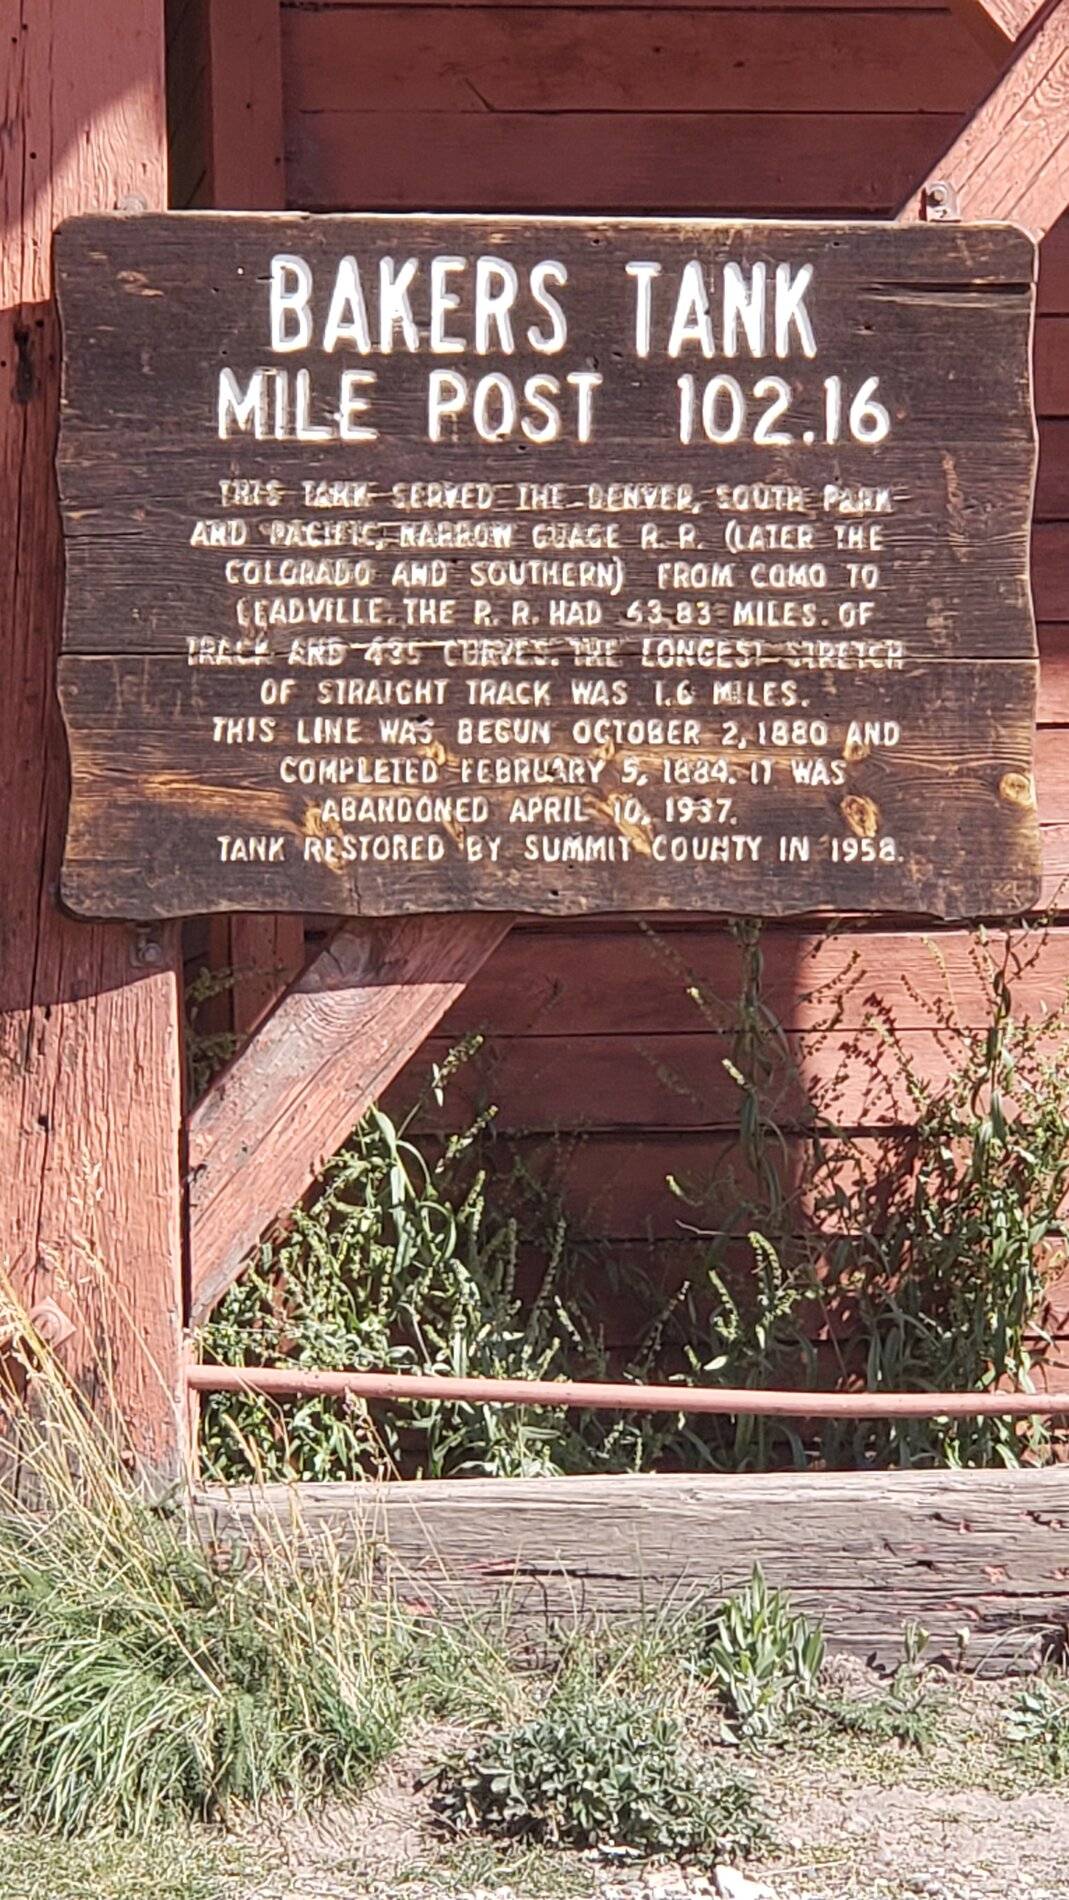 BAKERS TANK
MILE POST 102.16
THIS TANK SERVED THE DENVER, SOUTH PARK
AND PACIFIC, NARROW GUAGE R.R. (LATER THE
COLORADO AND SOUTHERN) FROM COMO TO
LEADVILLE. THE R.R. HAD 63.83 MILES. OF
TRACK AND 435 CURVES. THE LONGEST STRETCH
OF STRAIGHT TRACK WAS 1.6 MILES.
THIS LINE WAS BEGUN OCTOBER 2, 1880 AND
COMPLETED FEBRUARY 5, 1884. IT WAS
ABANDONED APRIL 10, 1937.
TANK RESTORED BY SUMMIT COUNTY IN 1958.